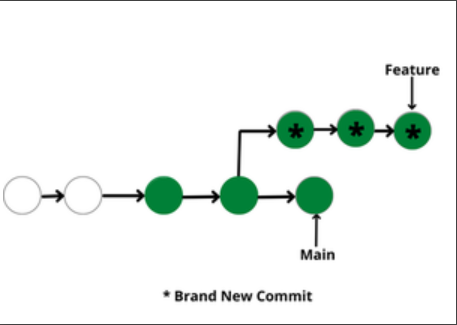 Feature
* * *
Main
* Brand New Commit